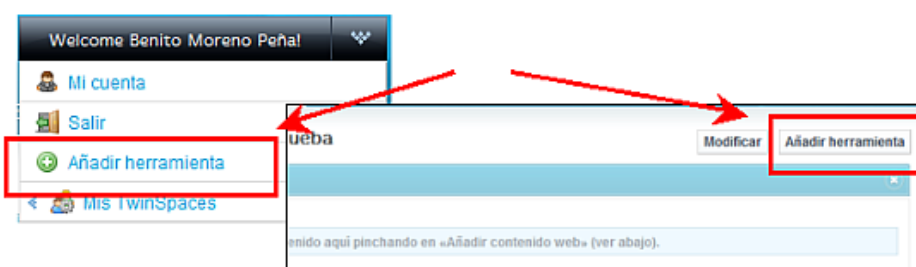 Welcome Benito Moreno Peña!
Mi cuenta
Salir
Añadir herramienta
Mis TwinSpaces
ueba
Modificar
Añadir herramienta
enido aquí pinchando en «Añadir contenido web» (ver abajo).